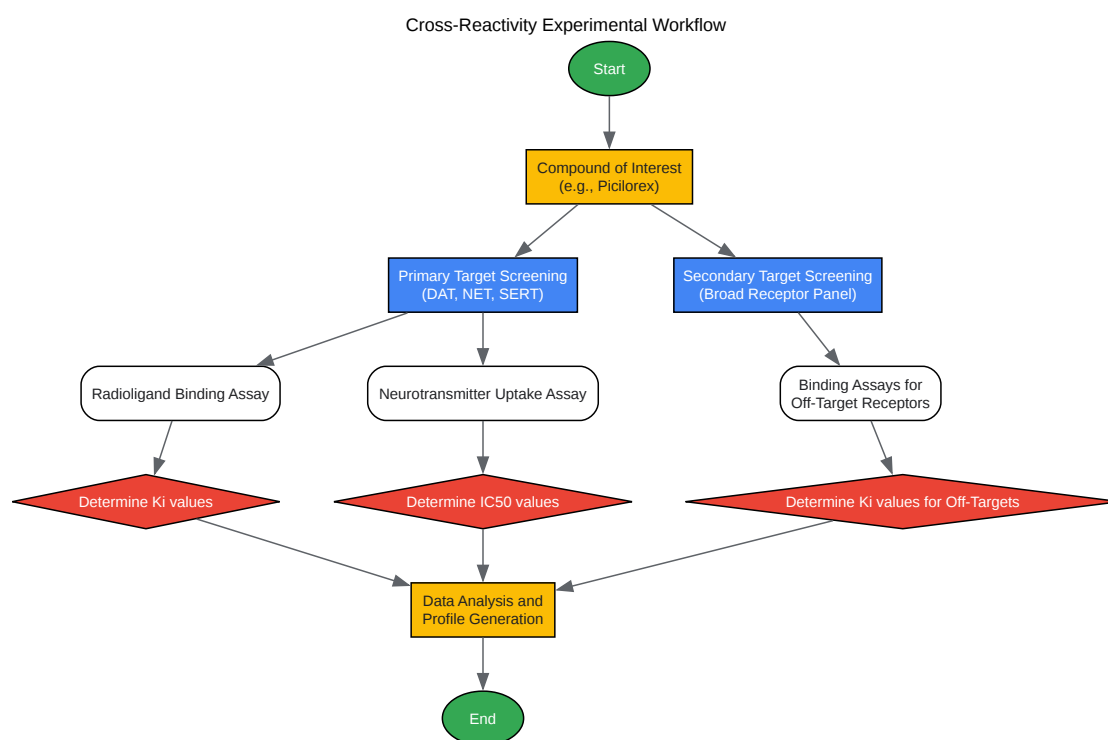 Cross-Reactivity Experimental Workflow
Start
Compound of Interest
(e.g., Picilorex)
Primary Target Screening
(DAT, NET, SERT)
Secondary Target Screening
(Broad Receptor Panel)
Radioligand Binding Assay
Neurotransmitter Uptake Assay
Binding Assays for
Off-Target Receptors
Determine Ki values
Determine IC50 values
Determine Ki values for Off-Targets
Data Analysis and
Profile Generation
End